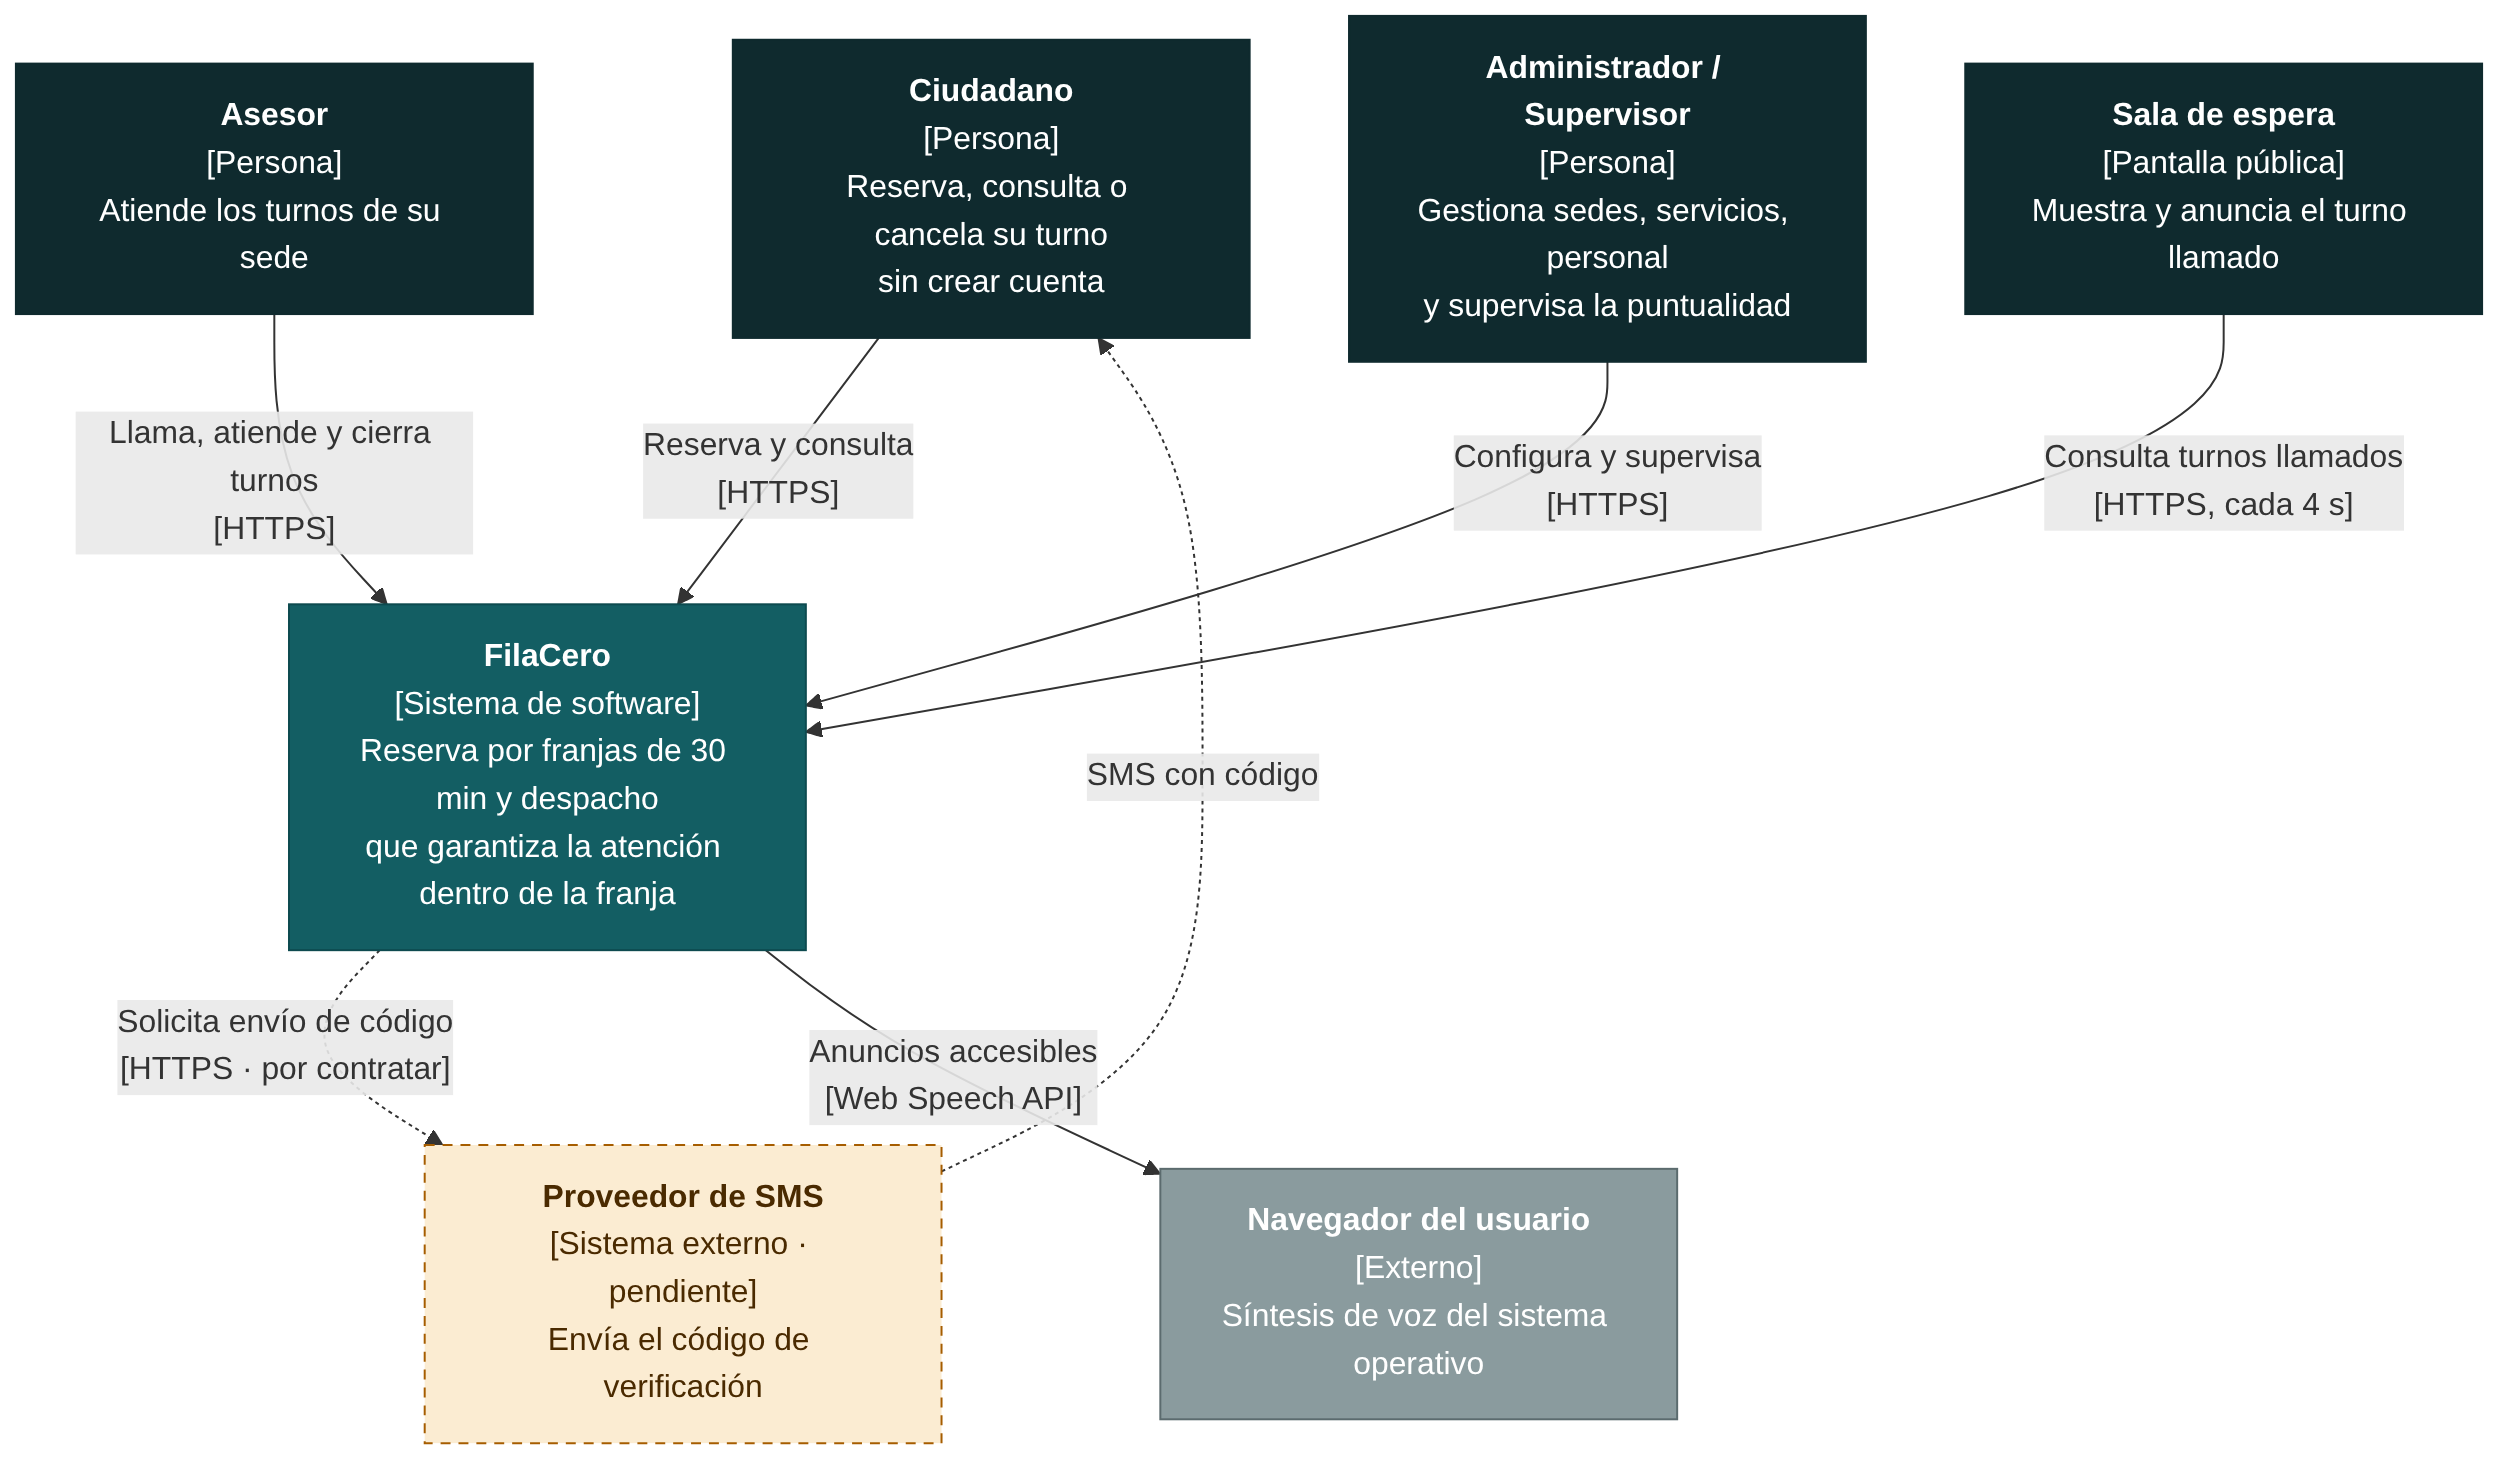 Asesor
[Persona]
Atiende los turnos de su
sede
Ciudadano
[Persona]
Reserva, consulta o
cancela su turno
sin crear cuenta
Administrador /
Supervisor
[Persona]
Gestiona sedes, servicios,
personal
y supervisa la puntualidad
Sala de espera
[Pantalla pública]
Muestra y anuncia el turno
llamado
Llama, atiende y cierra
turnos
[HTTPS]
Reserva y consulta
[HTTPS]
Configura y supervisa
[HTTPS]
Consulta turnos llamados
[HTTPS, cada 4 s]
FilaCero
[Sistema de software]
Reserva por franjas de 30
min y despacho
que garantiza la atención
dentro de la franja
SMS con código
Solicita envío de código
[HTTPS · por contratar]
Anuncios accesibles
[Web Speech API]
Proveedor de SMS
[Sistema externo ·
pendiente]
Envía el código de
verificación
Navegador del usuario
[Externo]
Síntesis de voz del sistema
operativo